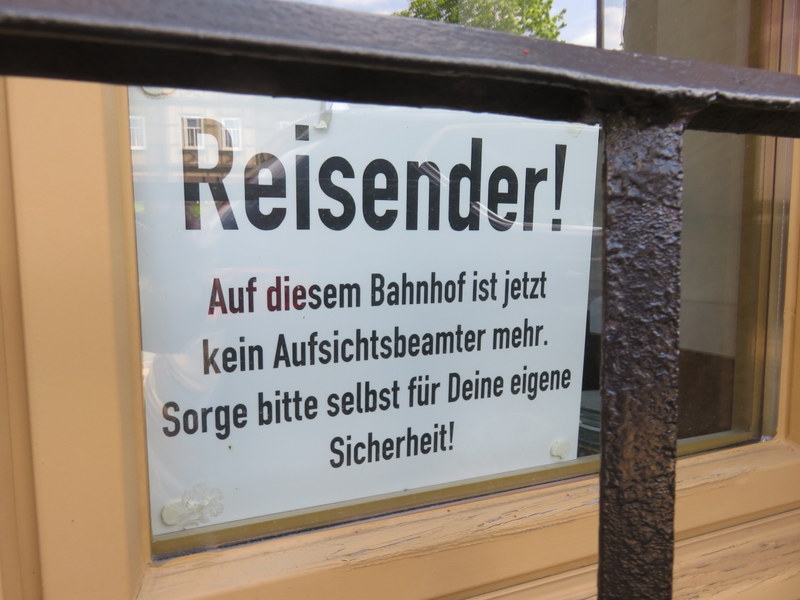 Reisender!
Auf diesem Bahnhof ist jetzt
kein Aufsichtsbeamter mehr.
Sorge bitte selbst für Deine eigene
Sicherheit!